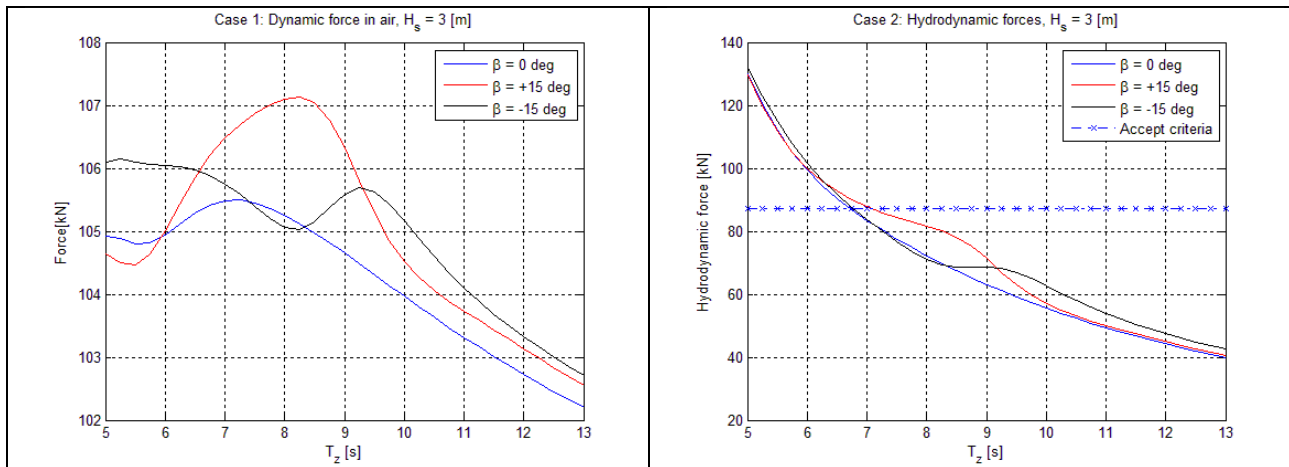 Case 1: Dynamic force in air, Hs = 3 [m]
108
107
106
105
104
103
102
Force[kN]
β = 0 deg
β = +15 deg
β = -15 deg
5 6 7 8 9 10 11 12 13
Tz [s]
Case 2: Hydrodynamic forces, Hs = 3 [m]
140
120
100
80
60
40
20
Hydrodynamic force [kN]
β = 0 deg
β = +15 deg
β = -15 deg
Accept criteria
5 6 7 8 9 10 11 12 13
Tz [s]